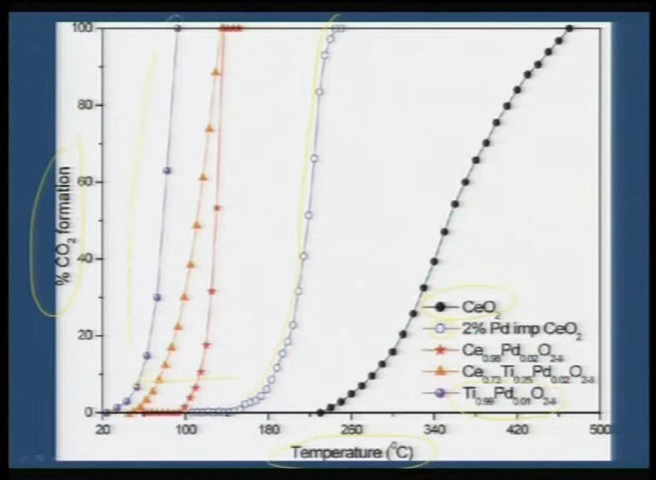 100
80
60
40
20
0
% CO2 formation
CeO2
2% Pd imp CeO2
Ce0.98Pd0.02O2-δ
Ce0.73Ti0.25Pd0.02O2-δ
Ti0.99Pd0.01O2-δ
20 100 180 260 340 420 500
Temperature (0C)